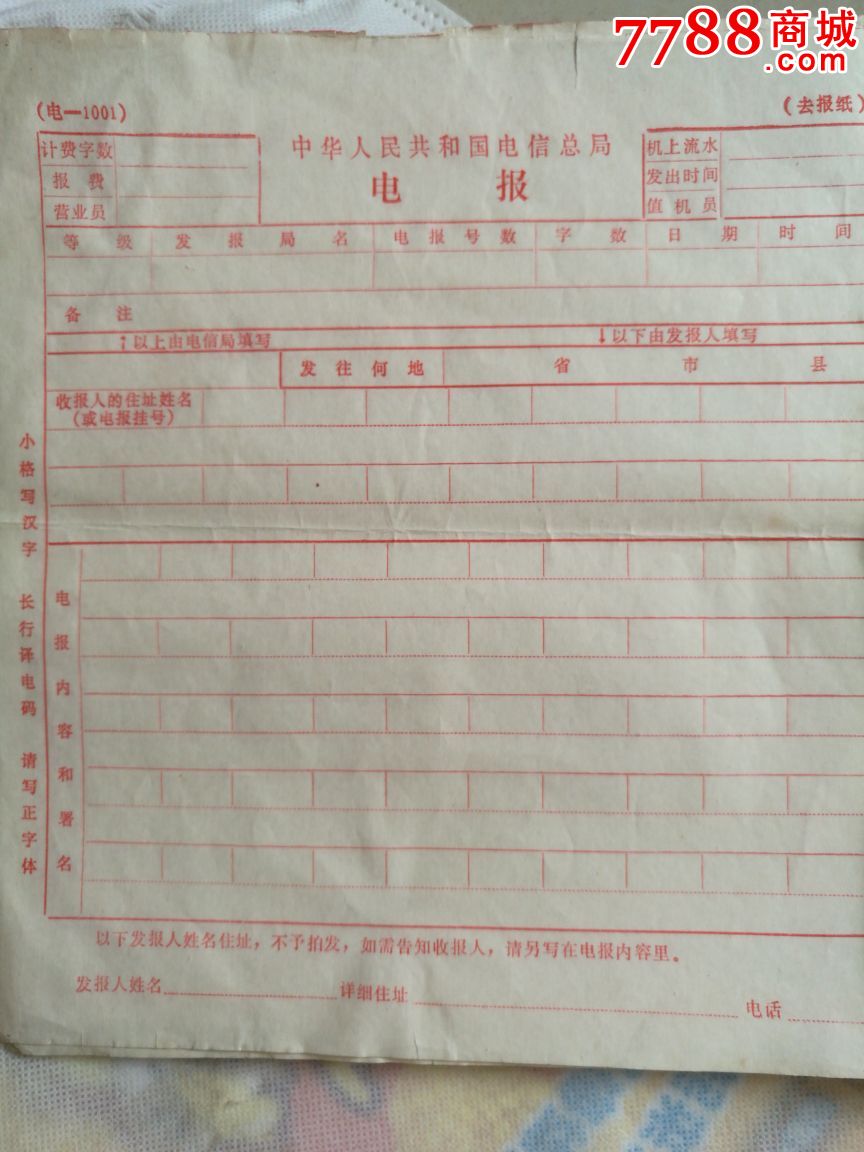 7788商城
.com
(电—1001)
(去报纸)
中华人民共和国电信总局
电 报
计费字数
报 费
营业员
机上流水
发出时间
值 机 员
等 级 发 报 局 名 电 报 号 数 字 数 日 期 时 间
备 注
↑以上由电信局填写 ↓以下由发报人填写
发 往 何 地 省 市 县
收报人的住址姓名
(或电报挂号)
小格写汉字 长行译电码 请写正字体
电报内容和署名
以下发报人姓名住址，不予拍发，如需告知收报人，请另写在电报内容里。
发报人姓名 详细住址 电话